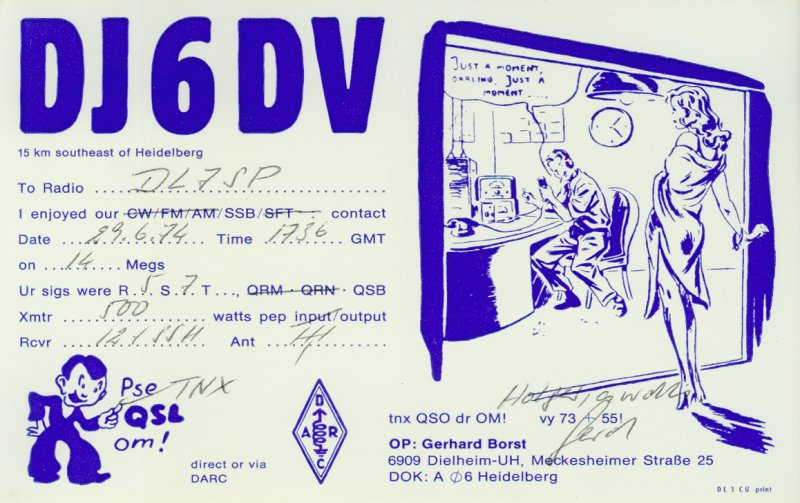 DJ6DV
15 km southeast of Heidelberg
To Radio DL7SP
I enjoyed our CW/FM/AM/SSB/SFT contact
Date 29.6.74 Time 1736 GMT
on 14 Megs
Ur sigs were R 5 S 7 T ..., QRM - QRN - QSB
Xmtr 500 watts pep input/output
Rcvr Ant
Pse TNX
QSL
om!
direct or via
DARC
D
A R
C
JUST A MOMENT,
DARLING, JUST A
MOMENT ....
tnx QSO dr OM! vy 73 + 55!
OP: Gerhard Borst
6909 Dielheim-UH, Meckesheimer Straße 25
DOK: A Ø6 Heidelberg
DL1CU print